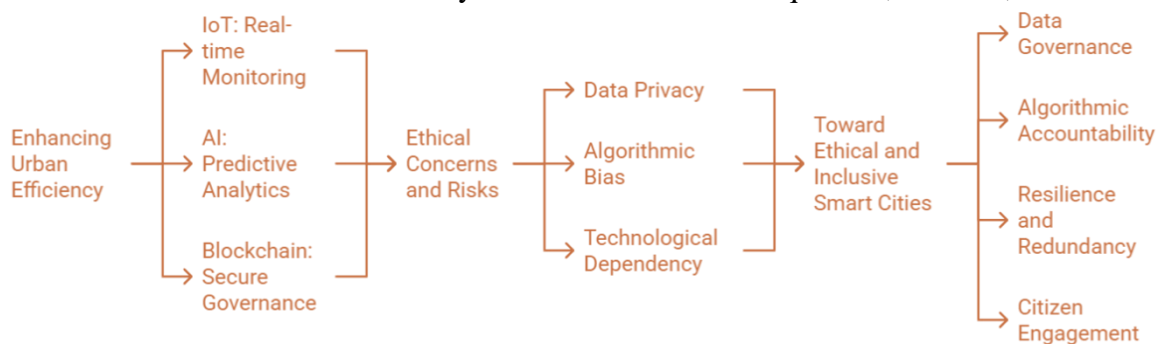 Enhancing
Urban
Efficiency
IoT: Real-
time
Monitoring
AI:
Predictive
Analytics
Blockchain:
Secure
Governance
Ethical
Concerns
and Risks
Data Privacy
Algorithmic
Bias
Technological
Dependency
Toward
Ethical and
Inclusive
Smart Cities
Data
Governance
Algorithmic
Accountability
Resilience
and
Redundancy
Citizen
Engagement